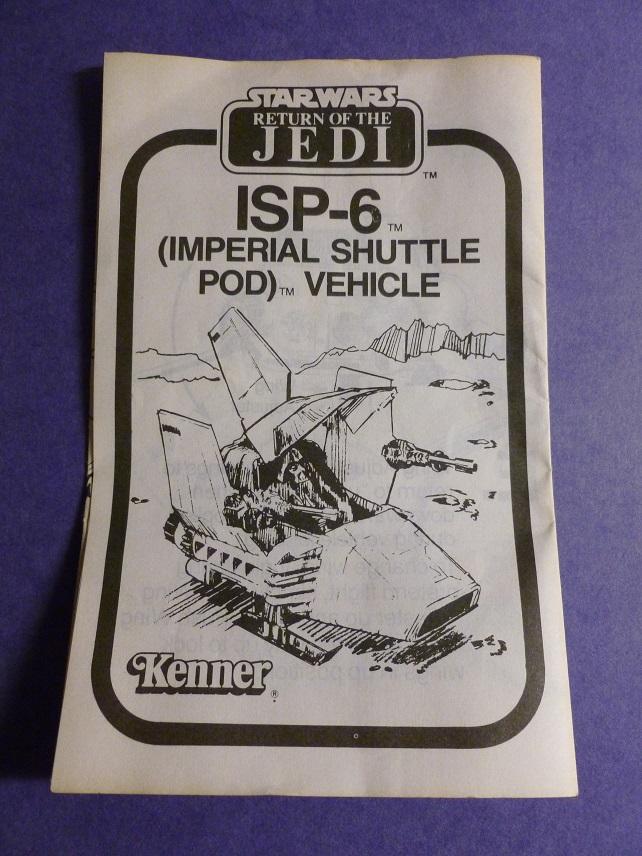 STAR WARS
RETURN OF THE
JEDI
TM
ISP-6 TM
(IMPERIAL SHUTTLE
POD)TM VEHICLE
Kenner®